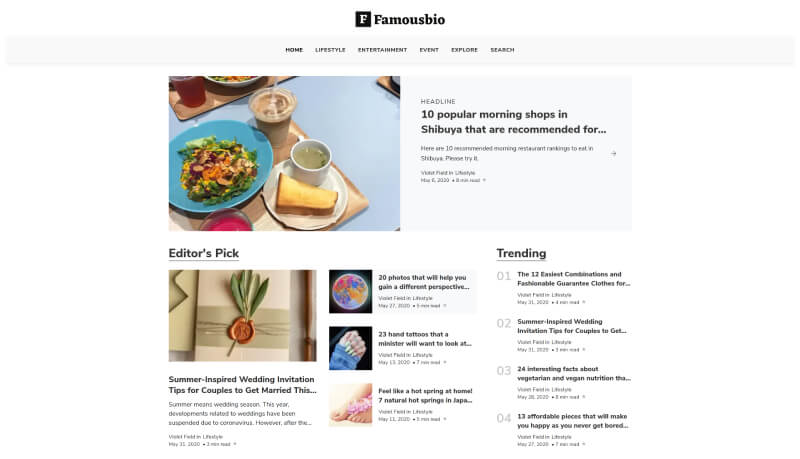 F Famousbio
HOME LIFESTYLE ENTERTAINMENT EVENT EXPLORE SEARCH
HEADLINE
10 popular morning shops in
Shibuya that are recommended for...
Here are 10 recommended morning restaurant rankings to eat in
Shibuya. Please try it.
Violet Field in Lifestyle
May 6, 2020 • 8 min read ★
Editor's Pick
Summer-Inspired Wedding Invitation
Tips for Couples to Get Married This...
Summer means wedding season. This year,
developments related to weddings have been
suspended due to coronavirus. However, after the...
Violet Field in Lifestyle
May 31, 2020 • 3 min read ★
20 photos that will help you
gain a different perspective...
Violet Field in Lifestyle
May 27, 2020 • 5 min read ★
23 hand tattoos that a
minister will want to look at...
Violet Field in Lifestyle
May 13, 2020 • 7 min read ★
Feel like a hot spring at home!
7 natural hot springs in Japa...
Violet Field in Lifestyle
May 11, 2020 • 5 min read ★
Trending
01
The 12 Easiest Combinations and
Fashionable Guarantee Clothes for...
Violet Field in Lifestyle
May 31, 2020 • 4 min read ★
02
Summer-Inspired Wedding
Invitation Tips for Couples to Get...
Violet Field in Lifestyle
May 31, 2020 • 3 min read ★
03
24 interesting facts about
vegetarian and vegan nutrition tha...
Violet Field in Lifestyle
May 28, 2020 • 8 min read ★
04
13 affordable pieces that will make
you happy as you never get bored...
Violet Field in Lifestyle
May 27, 2020 • 7 min read ★